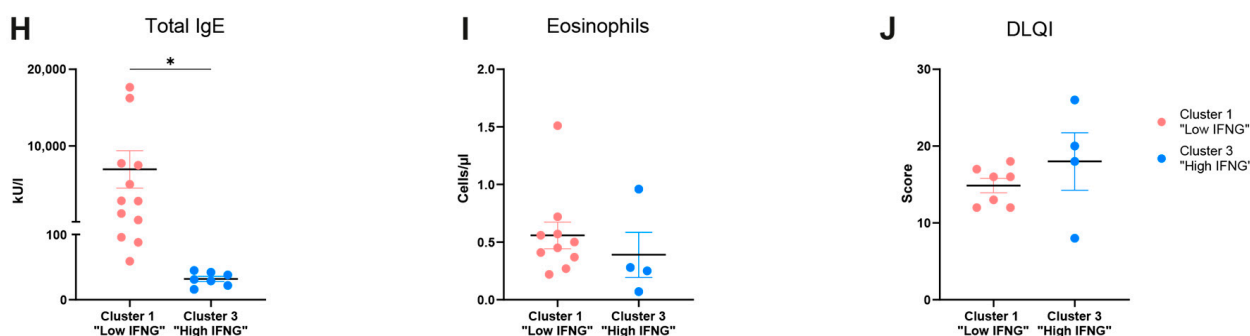 H
Total IgE
*
20,000
10,000
100
0
kU/l
Cluster 1
"Low IFNG"
Cluster 3
"High IFNG"
I
Eosinophils
2.0
1.5
1.0
0.5
0.0
Cells/µl
Cluster 1
"Low IFNG"
Cluster 3
"High IFNG"
J
DLQI
30
20
10
0
Score
Cluster 1
"Low IFNG"
Cluster 3
"High IFNG"
Cluster 1
"Low IFNG"
Cluster 3
"High IFNG"